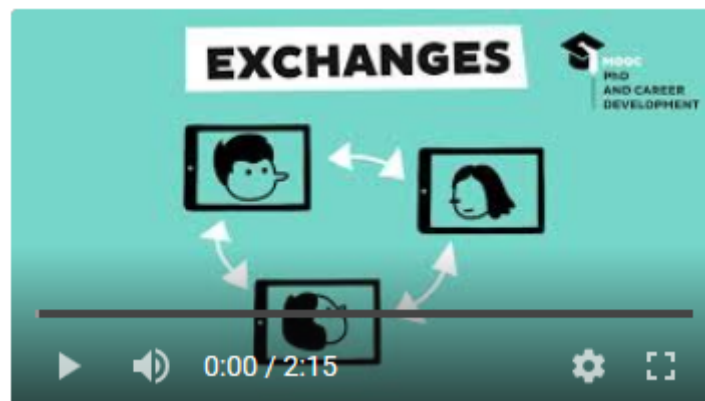 EXCHANGES
MOOC
PhD
AND CAREER
DEVELOPMENT
0:00 / 2:15